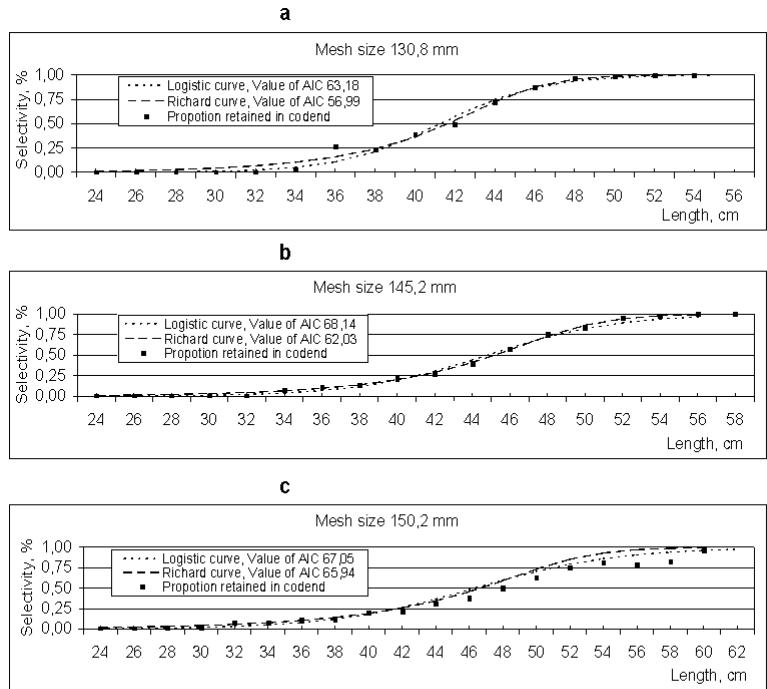 a
Mesh size 130,8 mm
Selectivity, %
1,00
0,75
0,50
0,25
0,00
Logistic curve, Value of AIC 63,18
Richard curve, Value of AIC 56,99
Propotion retained in codend
24 26 28 30 32 34 36 38 40 42 44 46 48 50 52 54 56
Length, cm
b
Mesh size 145,2 mm
Selectivity, %
1,00
0,75
0,50
0,25
0,00
Logistic curve, Value of AIC 68,14
Richard curve, Value of AIC 62,03
Propotion retained in codend
24 26 28 30 32 34 36 38 40 42 44 46 48 50 52 54 56 58
Length, cm
c
Mesh size 150,2 mm
Selectivity, %
1,00
0,75
0,50
0,25
0,00
Logistic curve, Value of AIC 67,05
Richard curve, Value of AIC 65,94
Propotion retained in codend
24 26 28 30 32 34 36 38 40 42 44 46 48 50 52 54 56 58 60 62
Length, cm